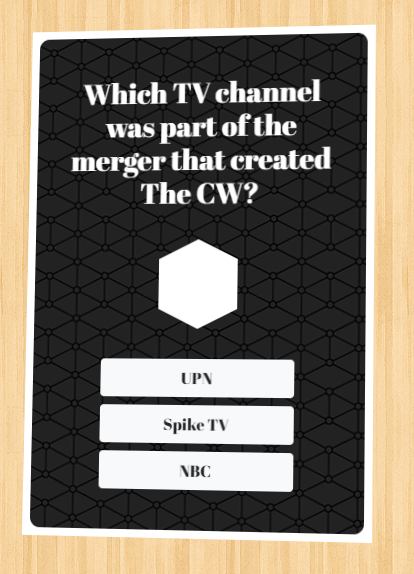 Which TV channel
was part of the
merger that created
The CW?
UPN
Spike TV
NBC